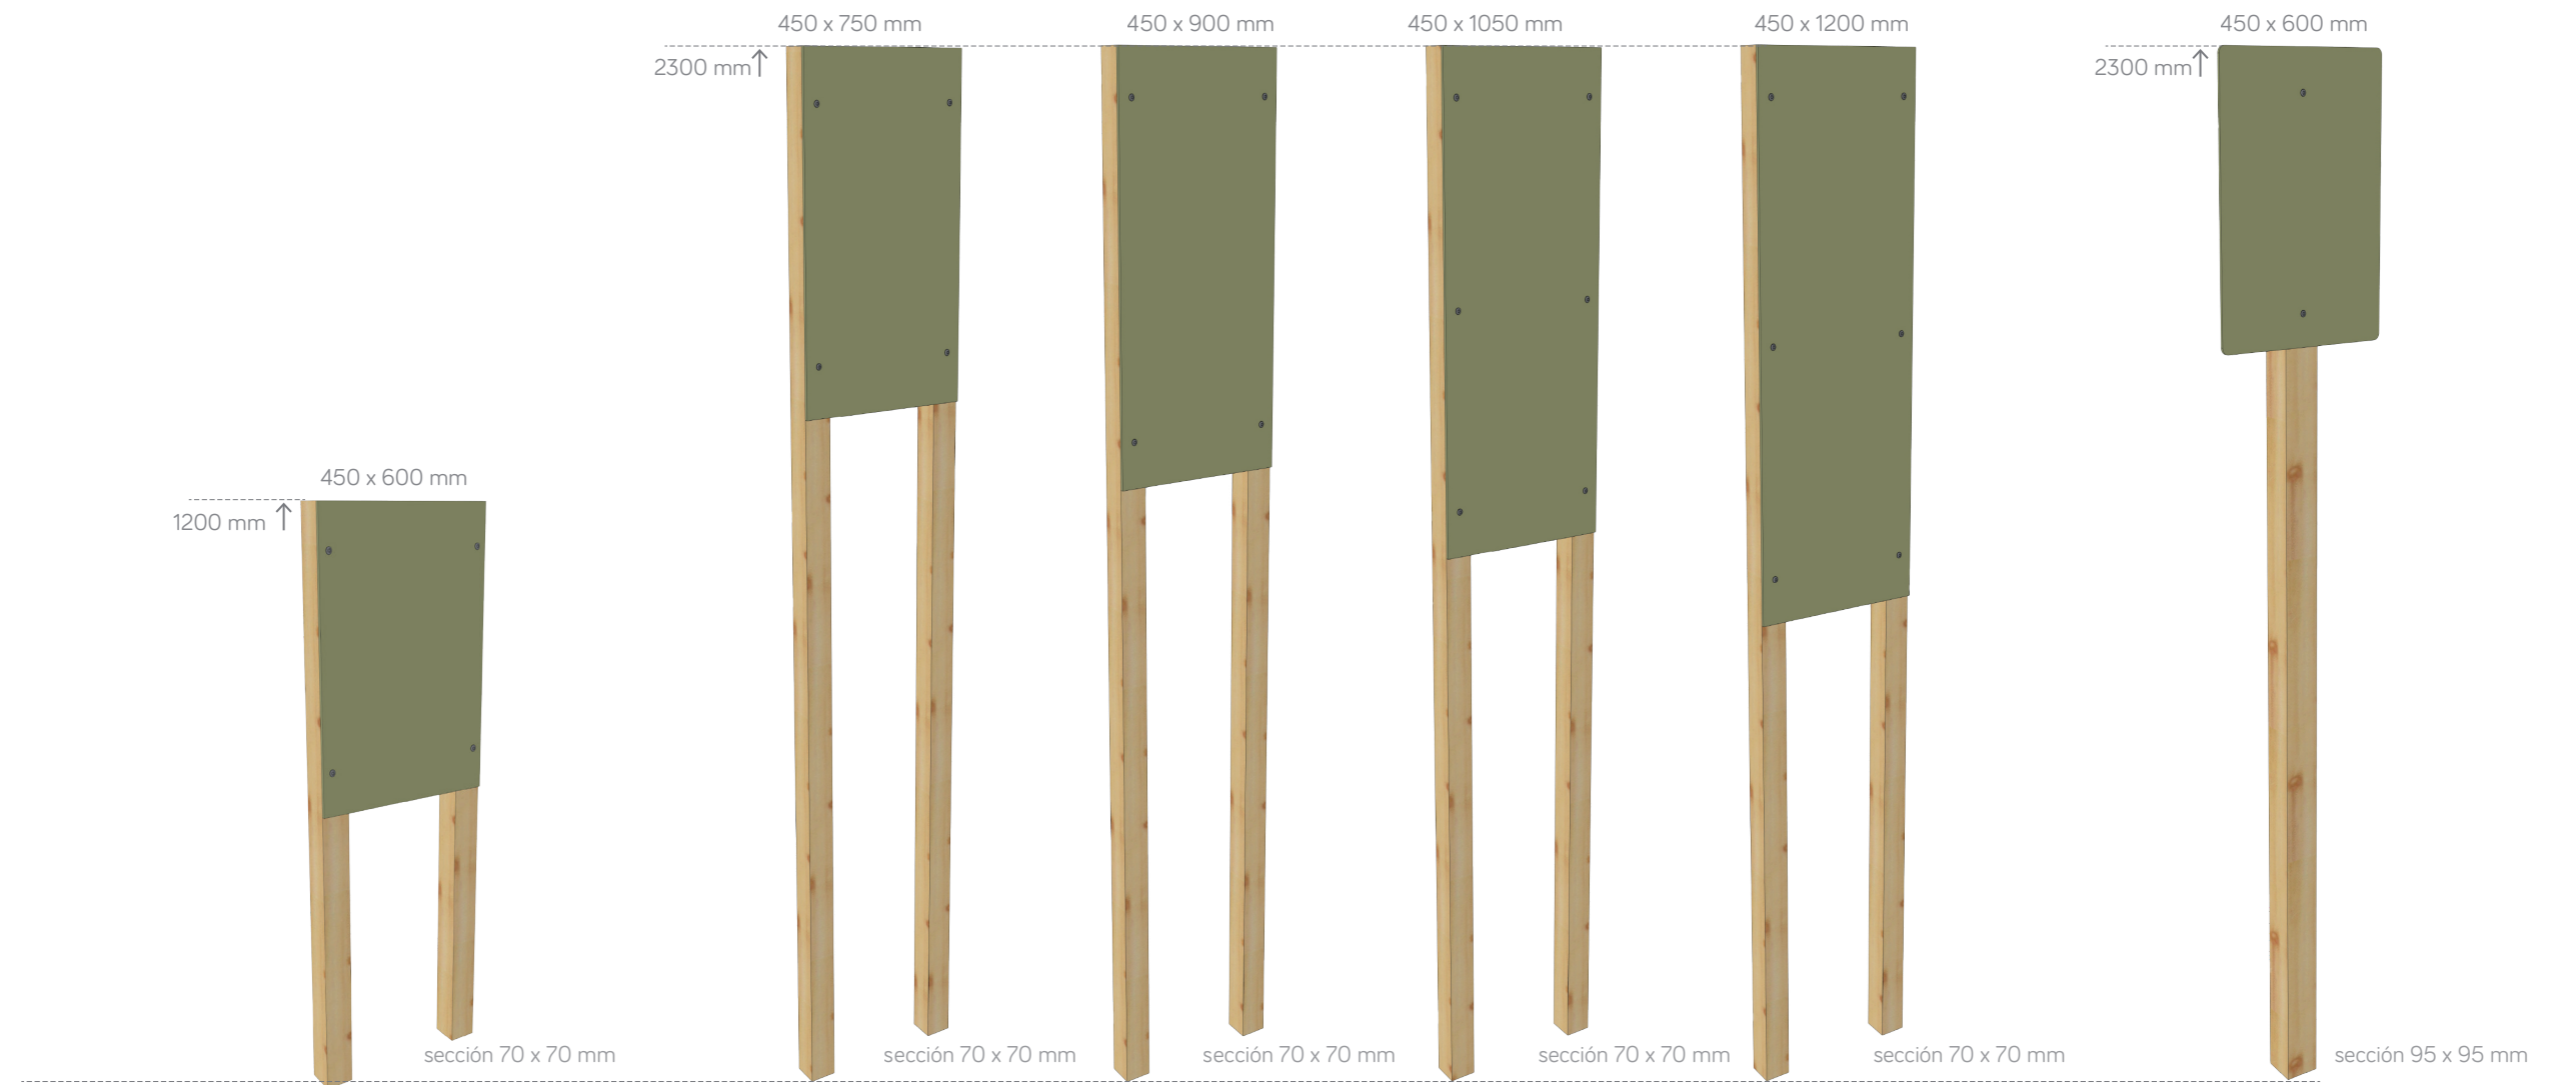 450 x 750 mm
450 x 900 mm
450 x 1050 mm
450 x 1200 mm
450 x 600 mm
2300 mm
2300 mm
450 x 600 mm
1200 mm
sección 70 x 70 mm
sección 70 x 70 mm
sección 70 x 70 mm
sección 70 x 70 mm
sección 70 x 70 mm
sección 95 x 95 mm